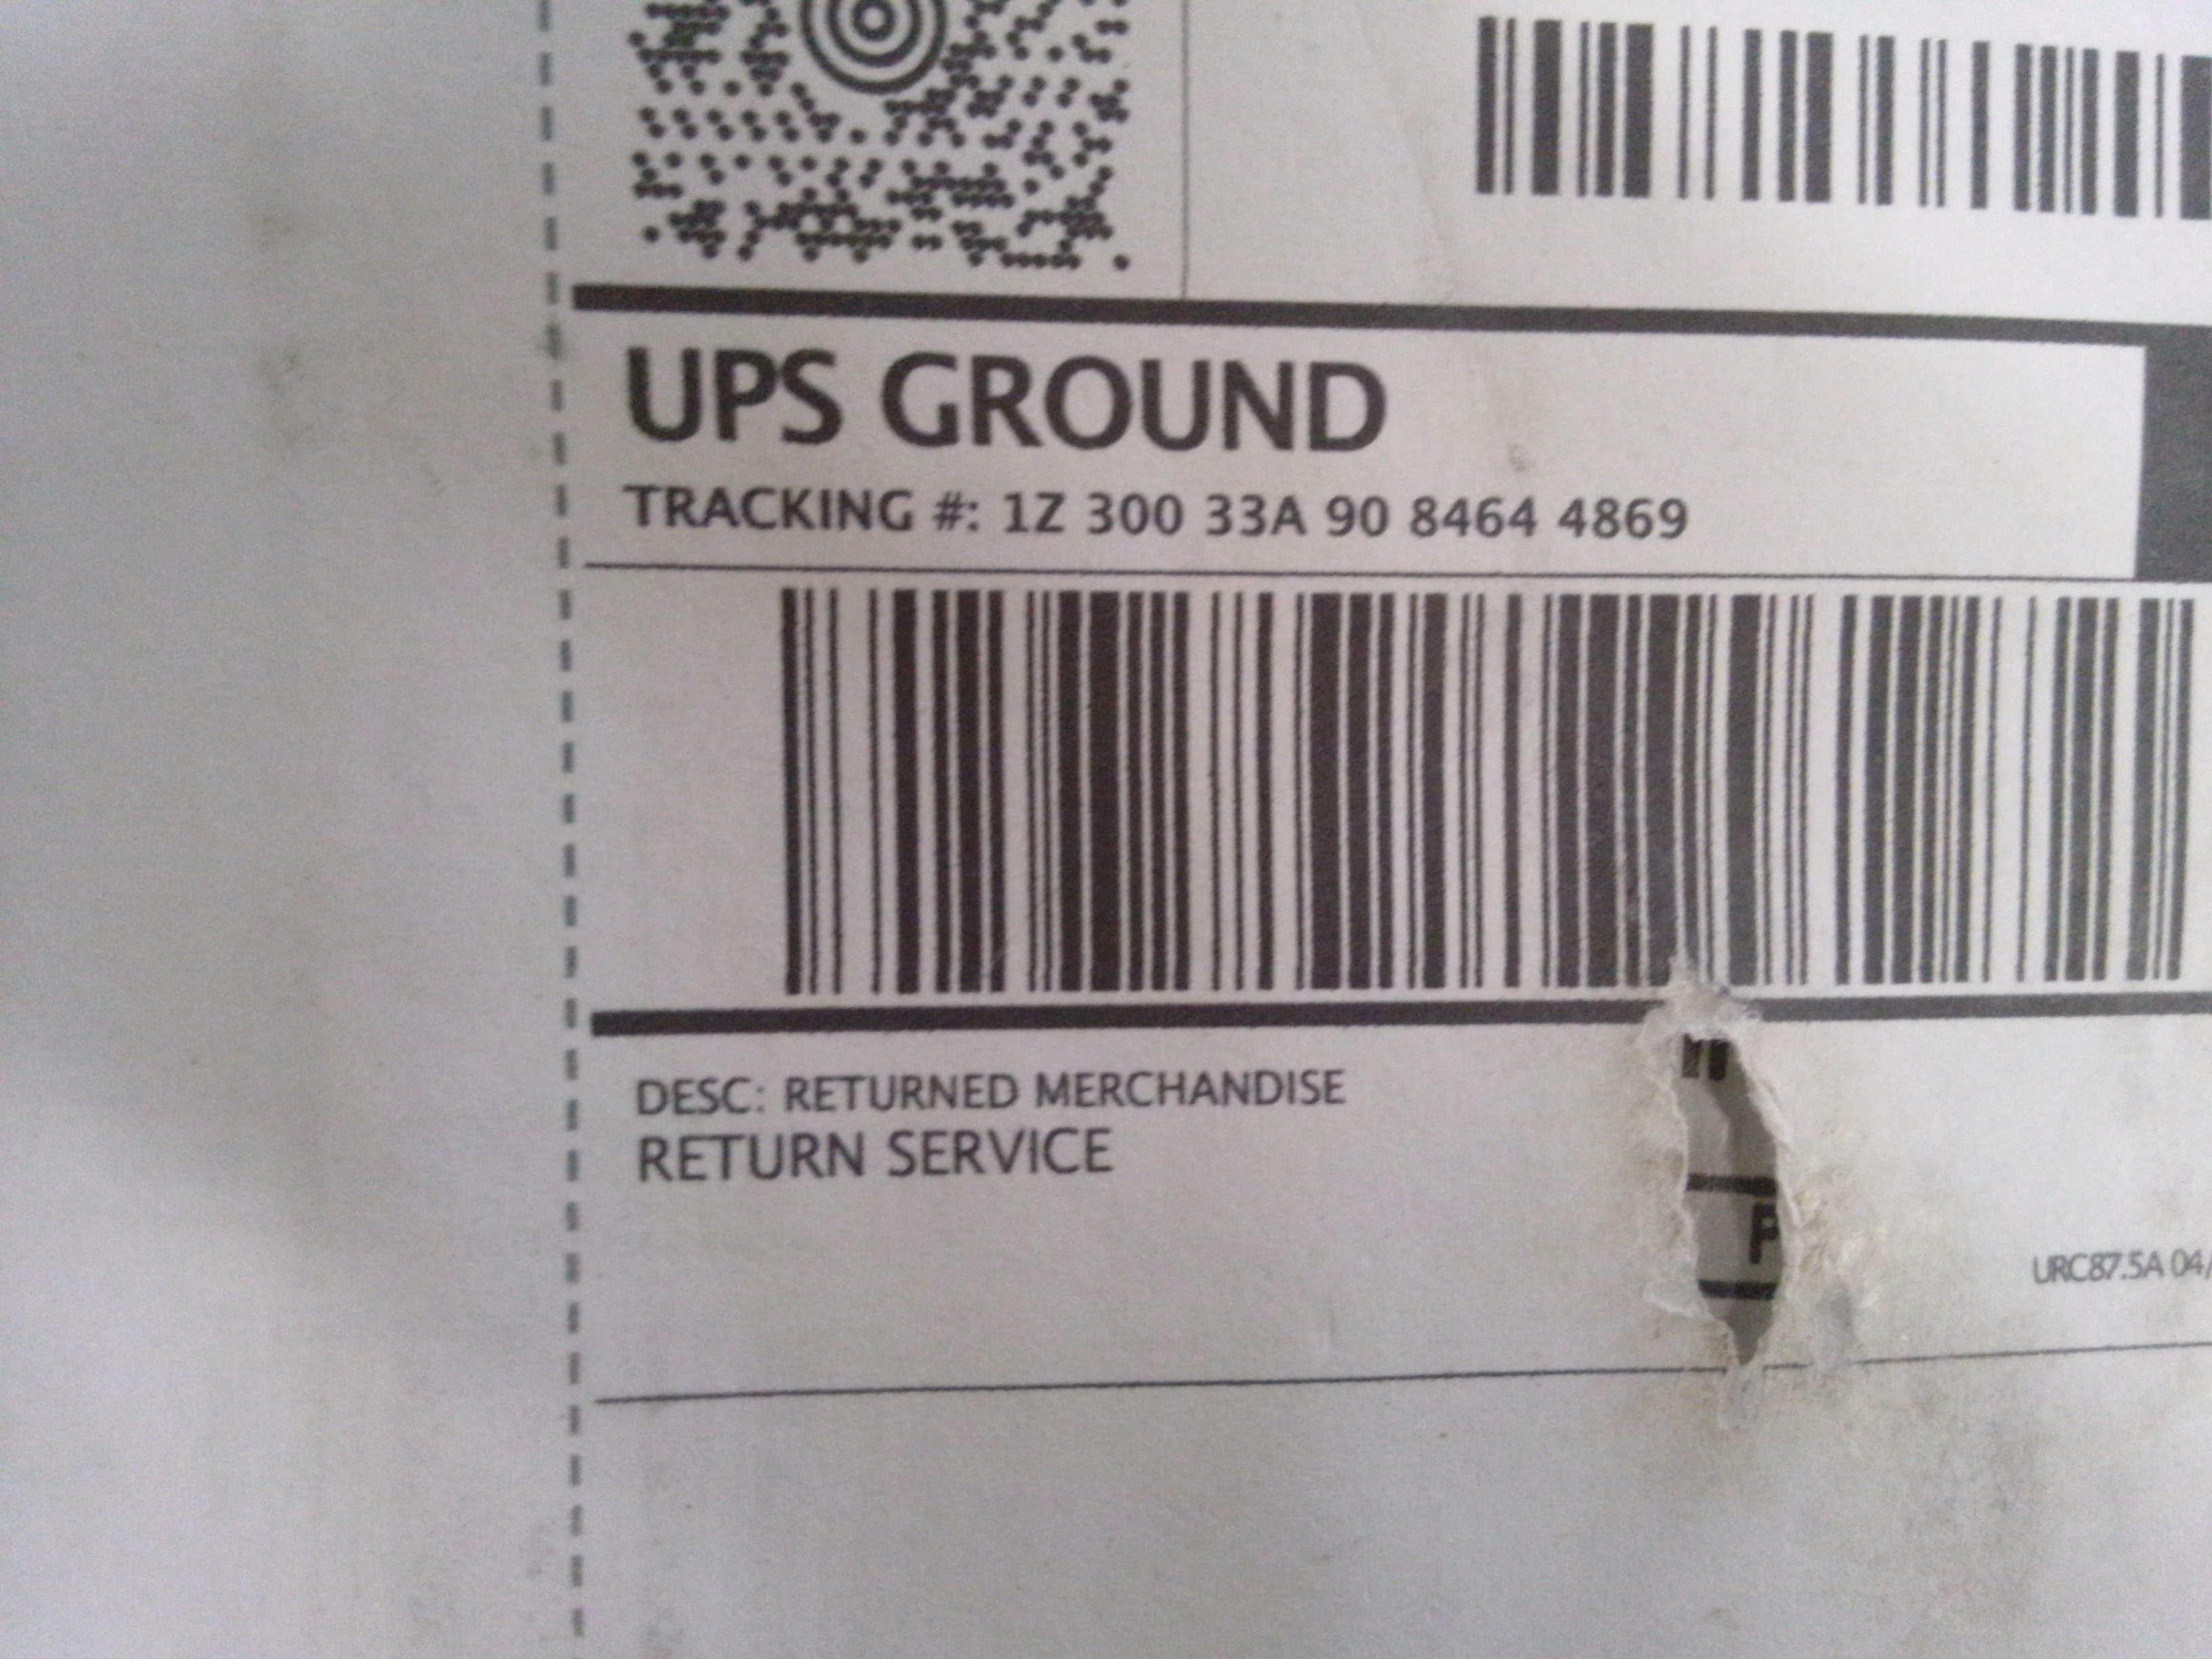 UPS GROUND
TRACKING #: 1Z 300 33A 90 8464 4869
DESC: RETURNED MERCHANDISE
RETURN SERVICE
P
URC87.5A 04/